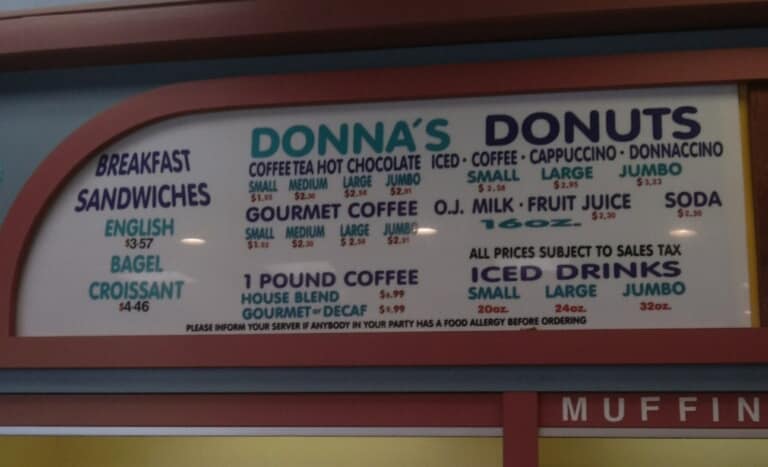 DONNA'S DONUTS
BREAKFAST
SANDWICHES
ENGLISH
$3.57
BAGEL
CROISSANT
$4.46
COFFEE TEA HOT CHOCOLATE
SMALL MEDIUM LARGE JUMBO
GOURMET COFFEE
SMALL MEDIUM LARGE JUMBO
1 POUND COFFEE
HOUSE BLEND
GOURMET or DECAF
ICED • COFFEE • CAPPUCCINO • DONNACCINO
SMALL LARGE JUMBO
O.J. MILK • FRUIT JUICE SODA
16oz. $2.30 $2.30
ALL PRICES SUBJECT TO SALES TAX
ICED DRINKS
SMALL LARGE JUMBO
20oz. 24oz. 32oz.
PLEASE INFORM YOUR SERVER IF ANYBODY IN YOUR PARTY HAS A FOOD ALLERGY BEFORE ORDERING
MUFFIN